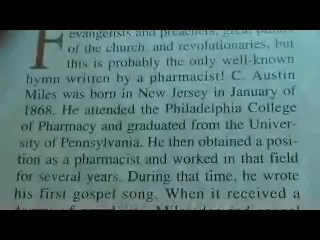 F
evangelists and preachers, great
of the church, and revolutionaries, but
this is probably the only well-known
hymn written by a pharmacist! C. Austin
Miles was born in New Jersey in January of
1868. He attended the Philadelphia College
of Pharmacy and graduated from the Univer-
sity of Pennsylvania. He then obtained a posi-
tion as a pharmacist and worked in that field
for several years. During that time, he wrote
his first gospel song. When it received a